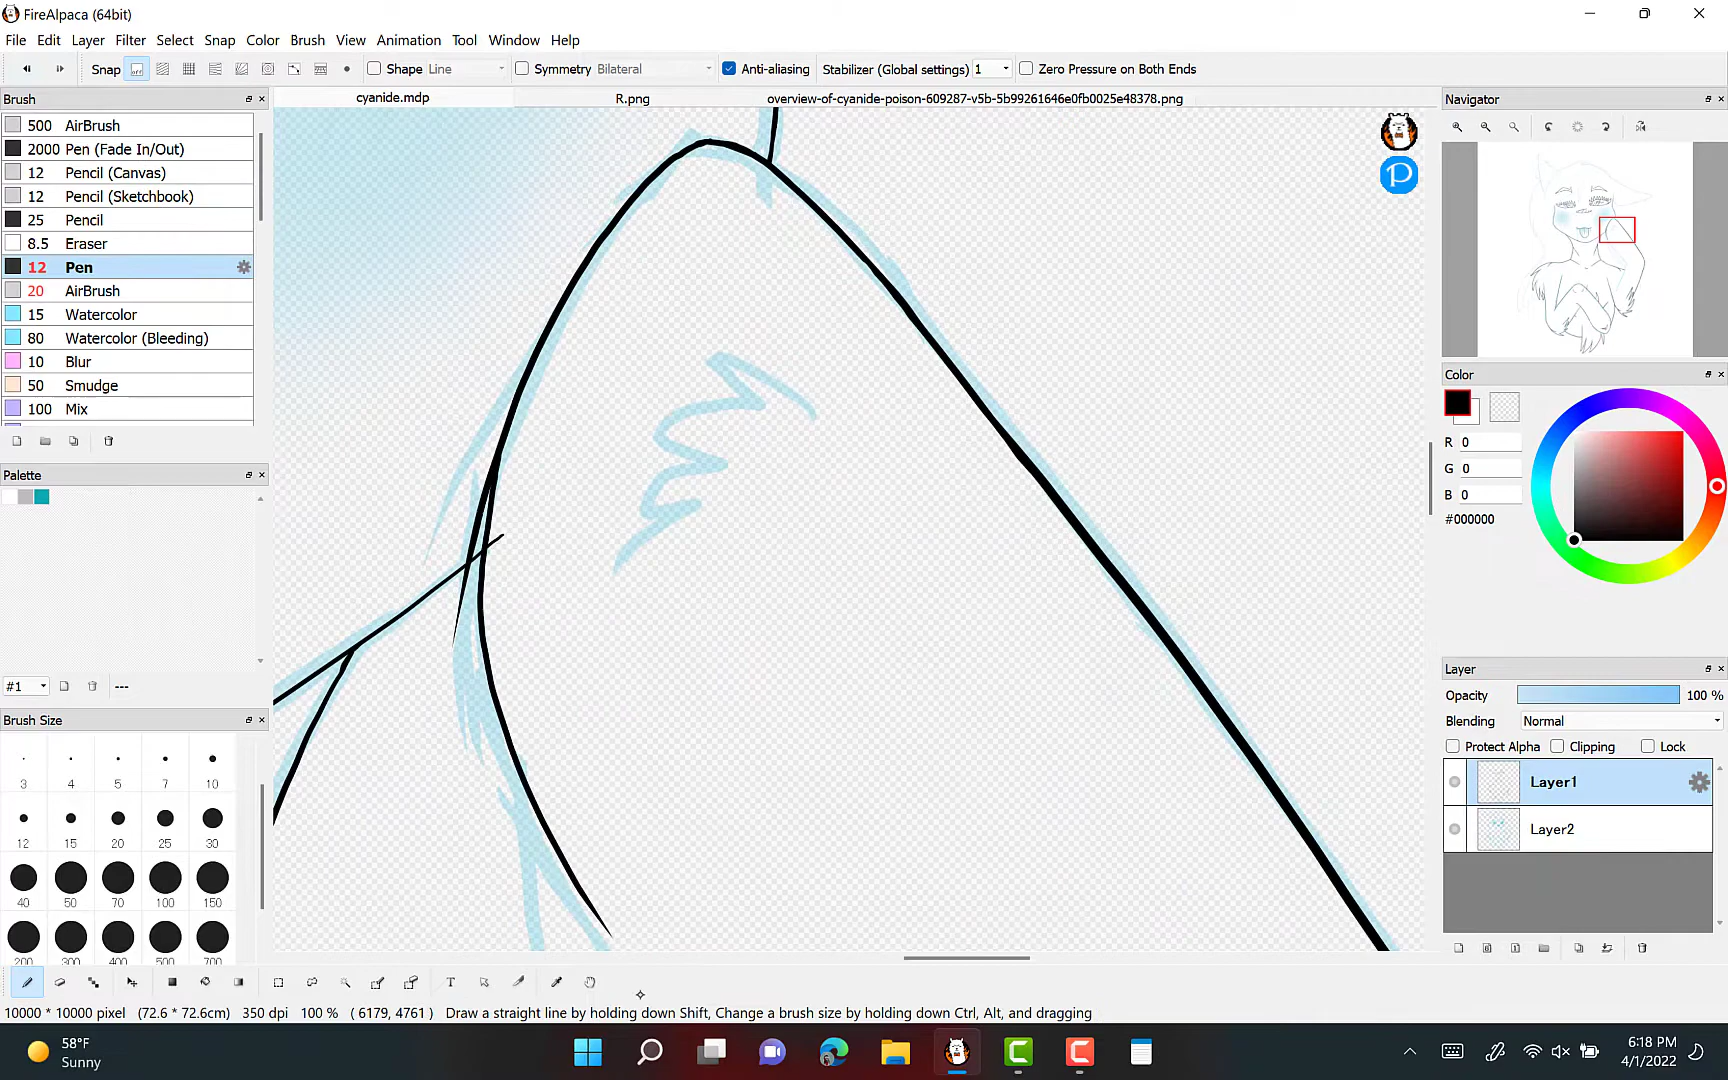 FireAlpaca (64bit)
File Edit Layer Filter Select Snap Color Brush View Animation Tool Window Help
Snap off Shape Line Symmetry Bilateral Anti-aliasing Stabilizer (Global settings) 1 Zero Pressure on Both Ends
Brush
cyanide.mdp R.png overview-of-cyanide-poison-609287-v5b-5b99261646e0fb0025e48378.png
Navigator
500 AirBrush
2000 Pen (Fade In/Out)
12 Pencil (Canvas)
12 Pencil (Sketchbook)
25 Pencil
8.5 Eraser
12 Pen
20 AirBrush
15 Watercolor
80 Watercolor (Bleeding)
10 Blur
50 Smudge
100 Mix
P
Color
R 0
G 0
B 0
#000000
Palette
#1 ---
Brush Size
3 4 5 7 10
12 15 20 25 30
40 50 70 100 150
200 300 400 500 700
Layer
Opacity 100 %
Blending Normal
Protect Alpha Clipping Lock
Layer1
Layer2
T
10000 * 10000 pixel (72.6 * 72.6cm) 350 dpi 100 % ( 6179, 4761 ) Draw a straight line by holding down Shift, Change a brush size by holding down Ctrl, Alt, and dragging
58°F
Sunny
C C
6:18 PM
4/1/2022